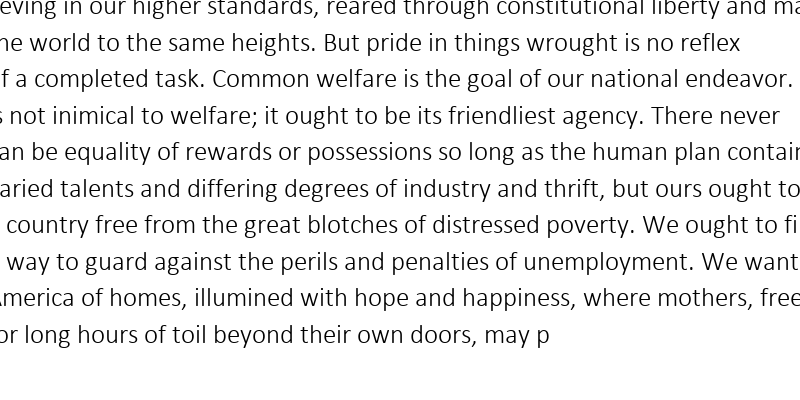 eving in our higher standards, reared through constitutional liberty and ma
he world to the same heights. But pride in things wrought is no reflex
f a completed task. Common welfare is the goal of our national endeavor.
s not inimical to welfare; it ought to be its friendliest agency. There never
an be equality of rewards or possessions so long as the human plan contain
aried talents and differing degrees of industry and thrift, but ours ought to
country free from the great blotches of distressed poverty. We ought to fi
way to guard against the perils and penalties of unemployment. We want
America of homes, illumined with hope and happiness, where mothers, free
or long hours of toil beyond their own doors, may p